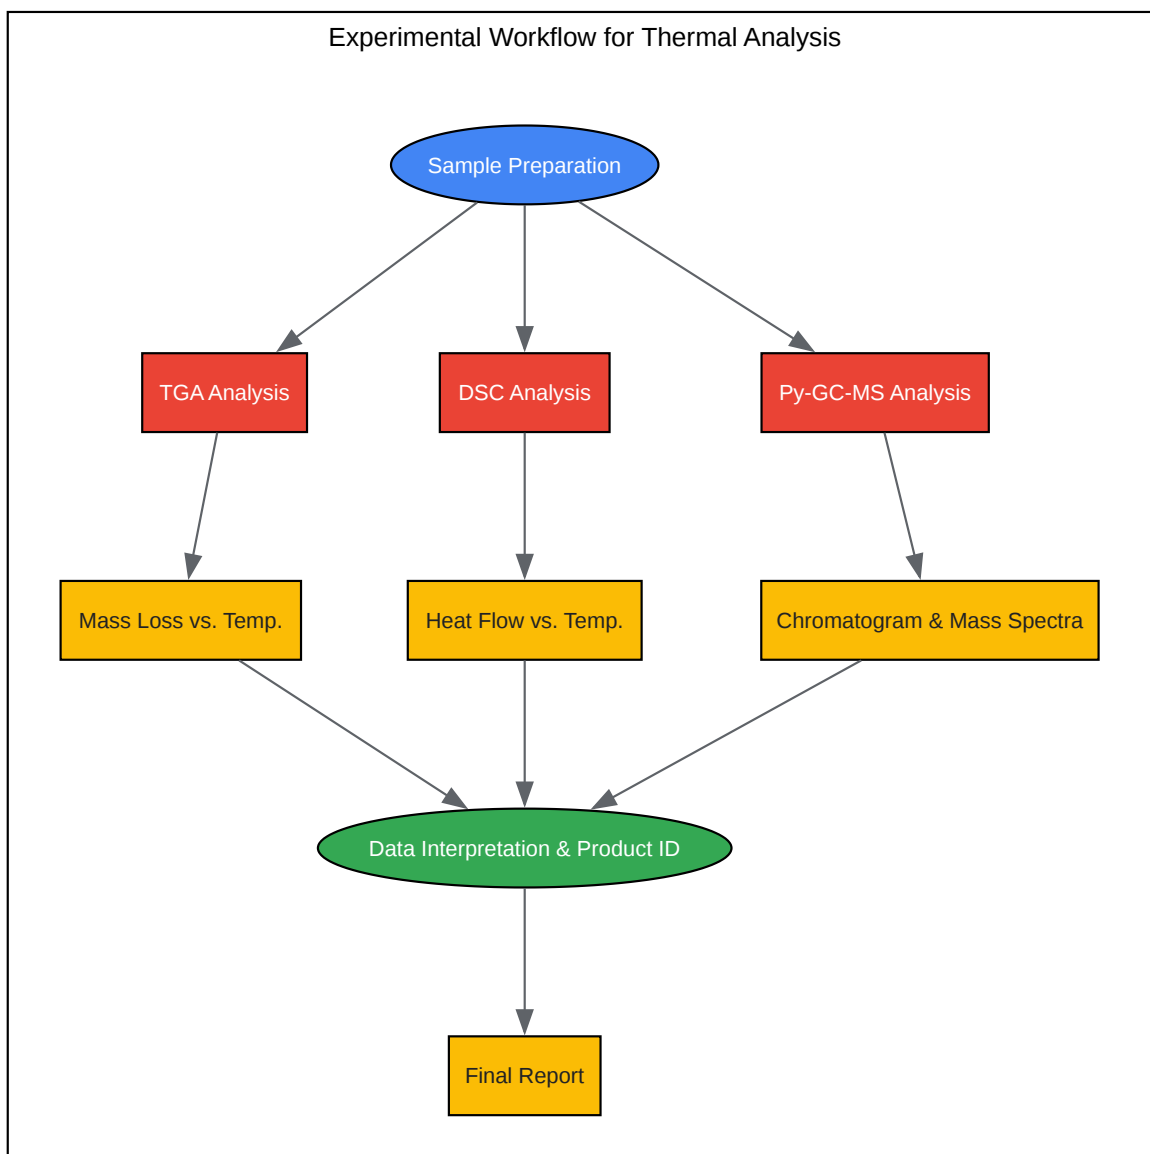 Experimental Workflow for Thermal Analysis
Sample Preparation
TGA Analysis
DSC Analysis
Py-GC-MS Analysis
Mass Loss vs. Temp.
Heat Flow vs. Temp.
Chromatogram & Mass Spectra
Data Interpretation & Product ID
Final Report